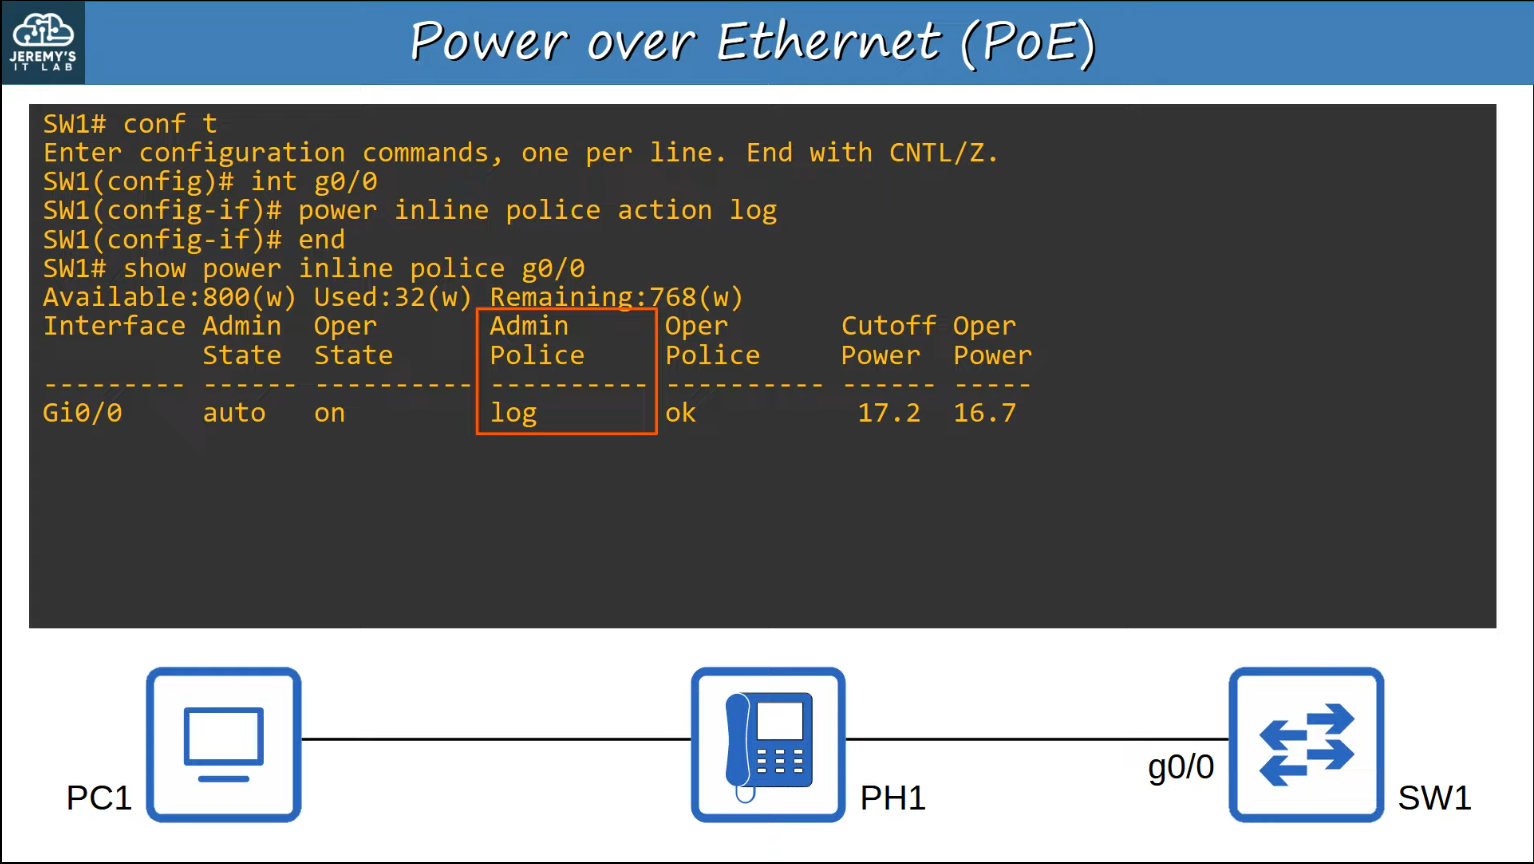 JEREMY'S
IT LAB
Power over Ethernet (PoE)
SW1# conf t
Enter configuration commands, one per line. End with CNTL/Z.
SW1(config)# int g0/0
SW1(config-if)# power inline police action log
SW1(config-if)# end
SW1# show power inline police g0/0
Available:800(w) Used:32(w) Remaining:768(w)
Interface Admin Oper Admin Oper Cutoff Oper
State State Police Police Power Power
--------- ------ ---------- ---------- ---------- ------ -----
Gi0/0 auto on log ok 17.2 16.7
g0/0
PC1 PH1 SW1